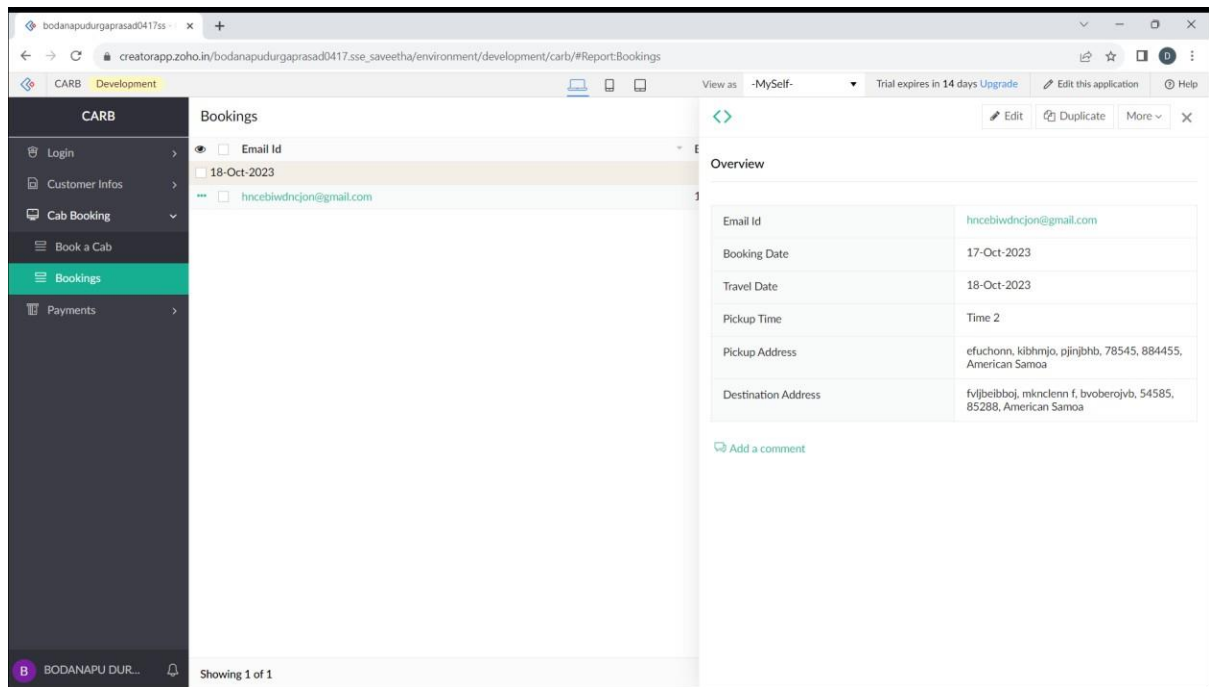 bodanapudurgaprasad0417ss -
creatorapp.zoho.in/bodanapudurgaprasad0417.sse_saveetha/environment/development/carb/#Report:Bookings
D
CARB Development
View as -MySelf- Trial expires in 14 days Upgrade Edit this application Help
CARB
Login
Customer Infos
Cab Booking
Book a Cab
Bookings
Payments
B BODANAPU DUR...
Bookings
Email Id
18-Oct-2023
hncebiwdncjon@gmail.com
Showing 1 of 1
Edit Duplicate More
Overview
Email Id hncebiwdncjon@gmail.com
Booking Date 17-Oct-2023
Travel Date 18-Oct-2023
Pickup Time Time 2
Pickup Address efuchonn, kibhmjo, pjinjbhb, 78545, 884455,
American Samoa
Destination Address fvljbeibboj, mknclenn f, bvoberojvb, 54585,
85288, American Samoa
Add a comment